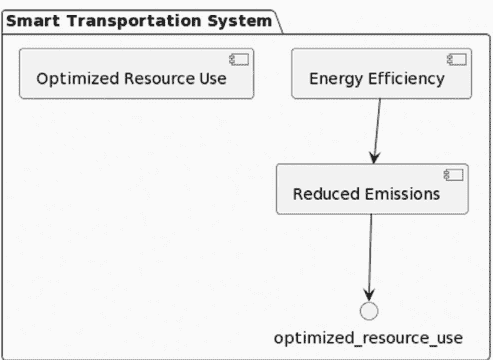 Smart Transportation System
Optimized Resource Use
Energy Efficiency
Reduced Emissions
optimized_resource_use